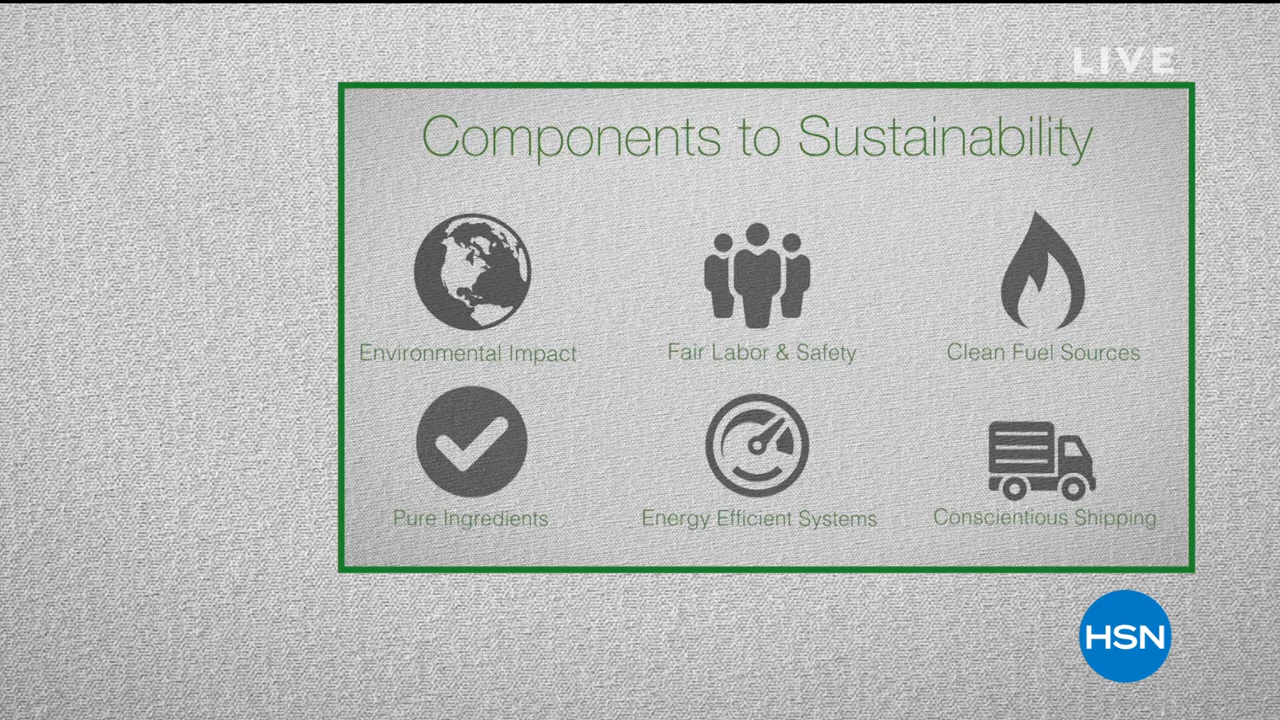 LIVE
Components to Sustainability
Environmental Impact
Fair Labor & Safety
Clean Fuel Sources
Pure Ingredients
Energy Efficient Systems
Conscientious Shipping
HSN